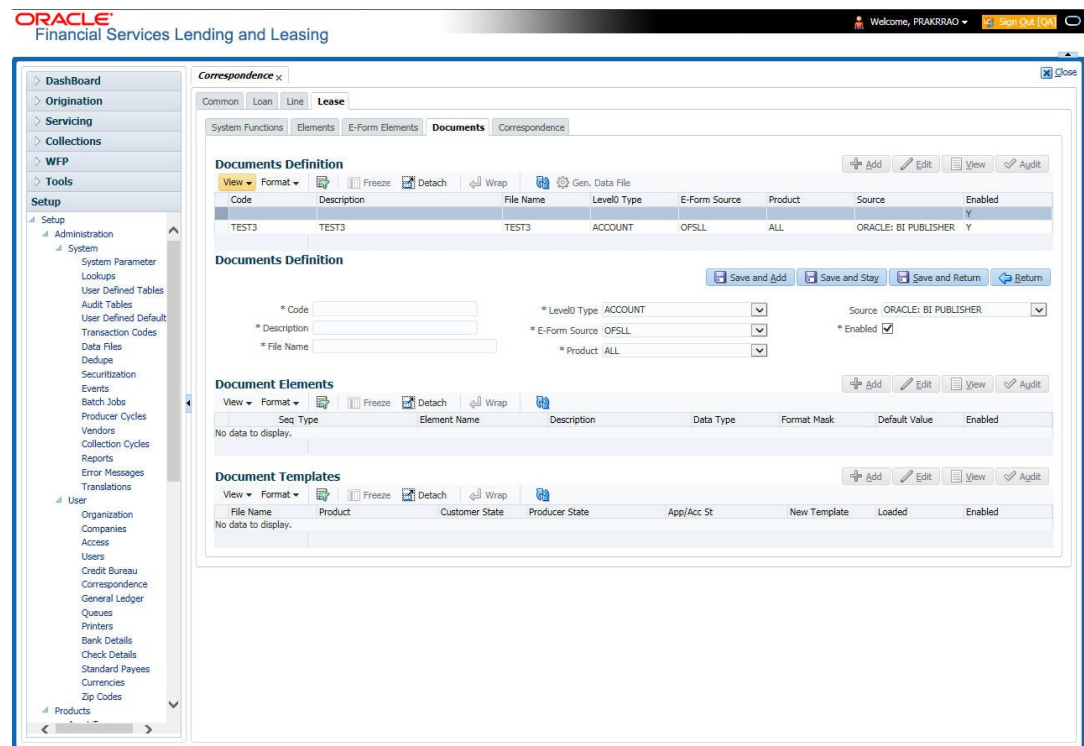 ORACLE
Financial Services Lending and Leasing
Welcome, PRAKRRAO
Sign Out [QA]
Close
DashBoard
Origination
Servicing
Collections
WFP
Tools
Setup
Setup
Administration
System
System Parameter
Lookups
User Defined Tables
Audit Tables
User Defined Default
Transaction Codes
Data Files
Dedupe
Securitization
Events
Batch Jobs
Producer Cycles
Vendors
Collection Cycles
Reports
Error Messages
Translations
User
Organization
Companies
Access
Users
Credit Bureau
Correspondence
General Ledger
Queues
Printers
Bank Details
Check Details
Standard Payees
Currencies
Zip Codes
Products
Correspondence x
Common Loan Line Lease
System Functions Elements E-Form Elements Documents Correspondence
Documents Definition
Add Edit View Audit
View Format Freeze Detach Wrap Gen. Data File
Code Description File Name Level0 Type E-Form Source Product Source Enabled
Y
TEST3 TEST3 TEST3 ACCOUNT OFSLL ALL ORACLE: BI PUBLISHER Y
Documents Definition
Save and Add Save and Stay Save and Return Return
* Code * Level0 Type ACCOUNT Source ORACLE: BI PUBLISHER
* Description * E-Form Source OFSLL * Enabled
* File Name * Product ALL
Document Elements
Add Edit View Audit
View Format Freeze Detach Wrap
Seq Type Element Name Description Data Type Format Mask Default Value Enabled
No data to display.
Document Templates
Add Edit View Audit
View Format Freeze Detach Wrap
File Name Product Customer State Producer State App/Acc St New Template Loaded Enabled
No data to display.